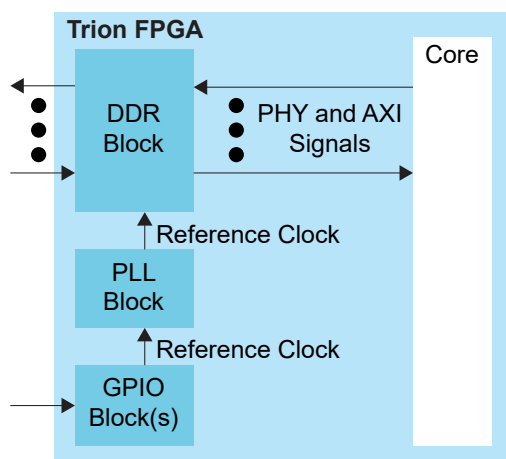 Trion FPGA
Core
DDR
Block
PHY and AXI
Signals
Reference Clock
PLL
Block
Reference Clock
GPIO
Block(s)